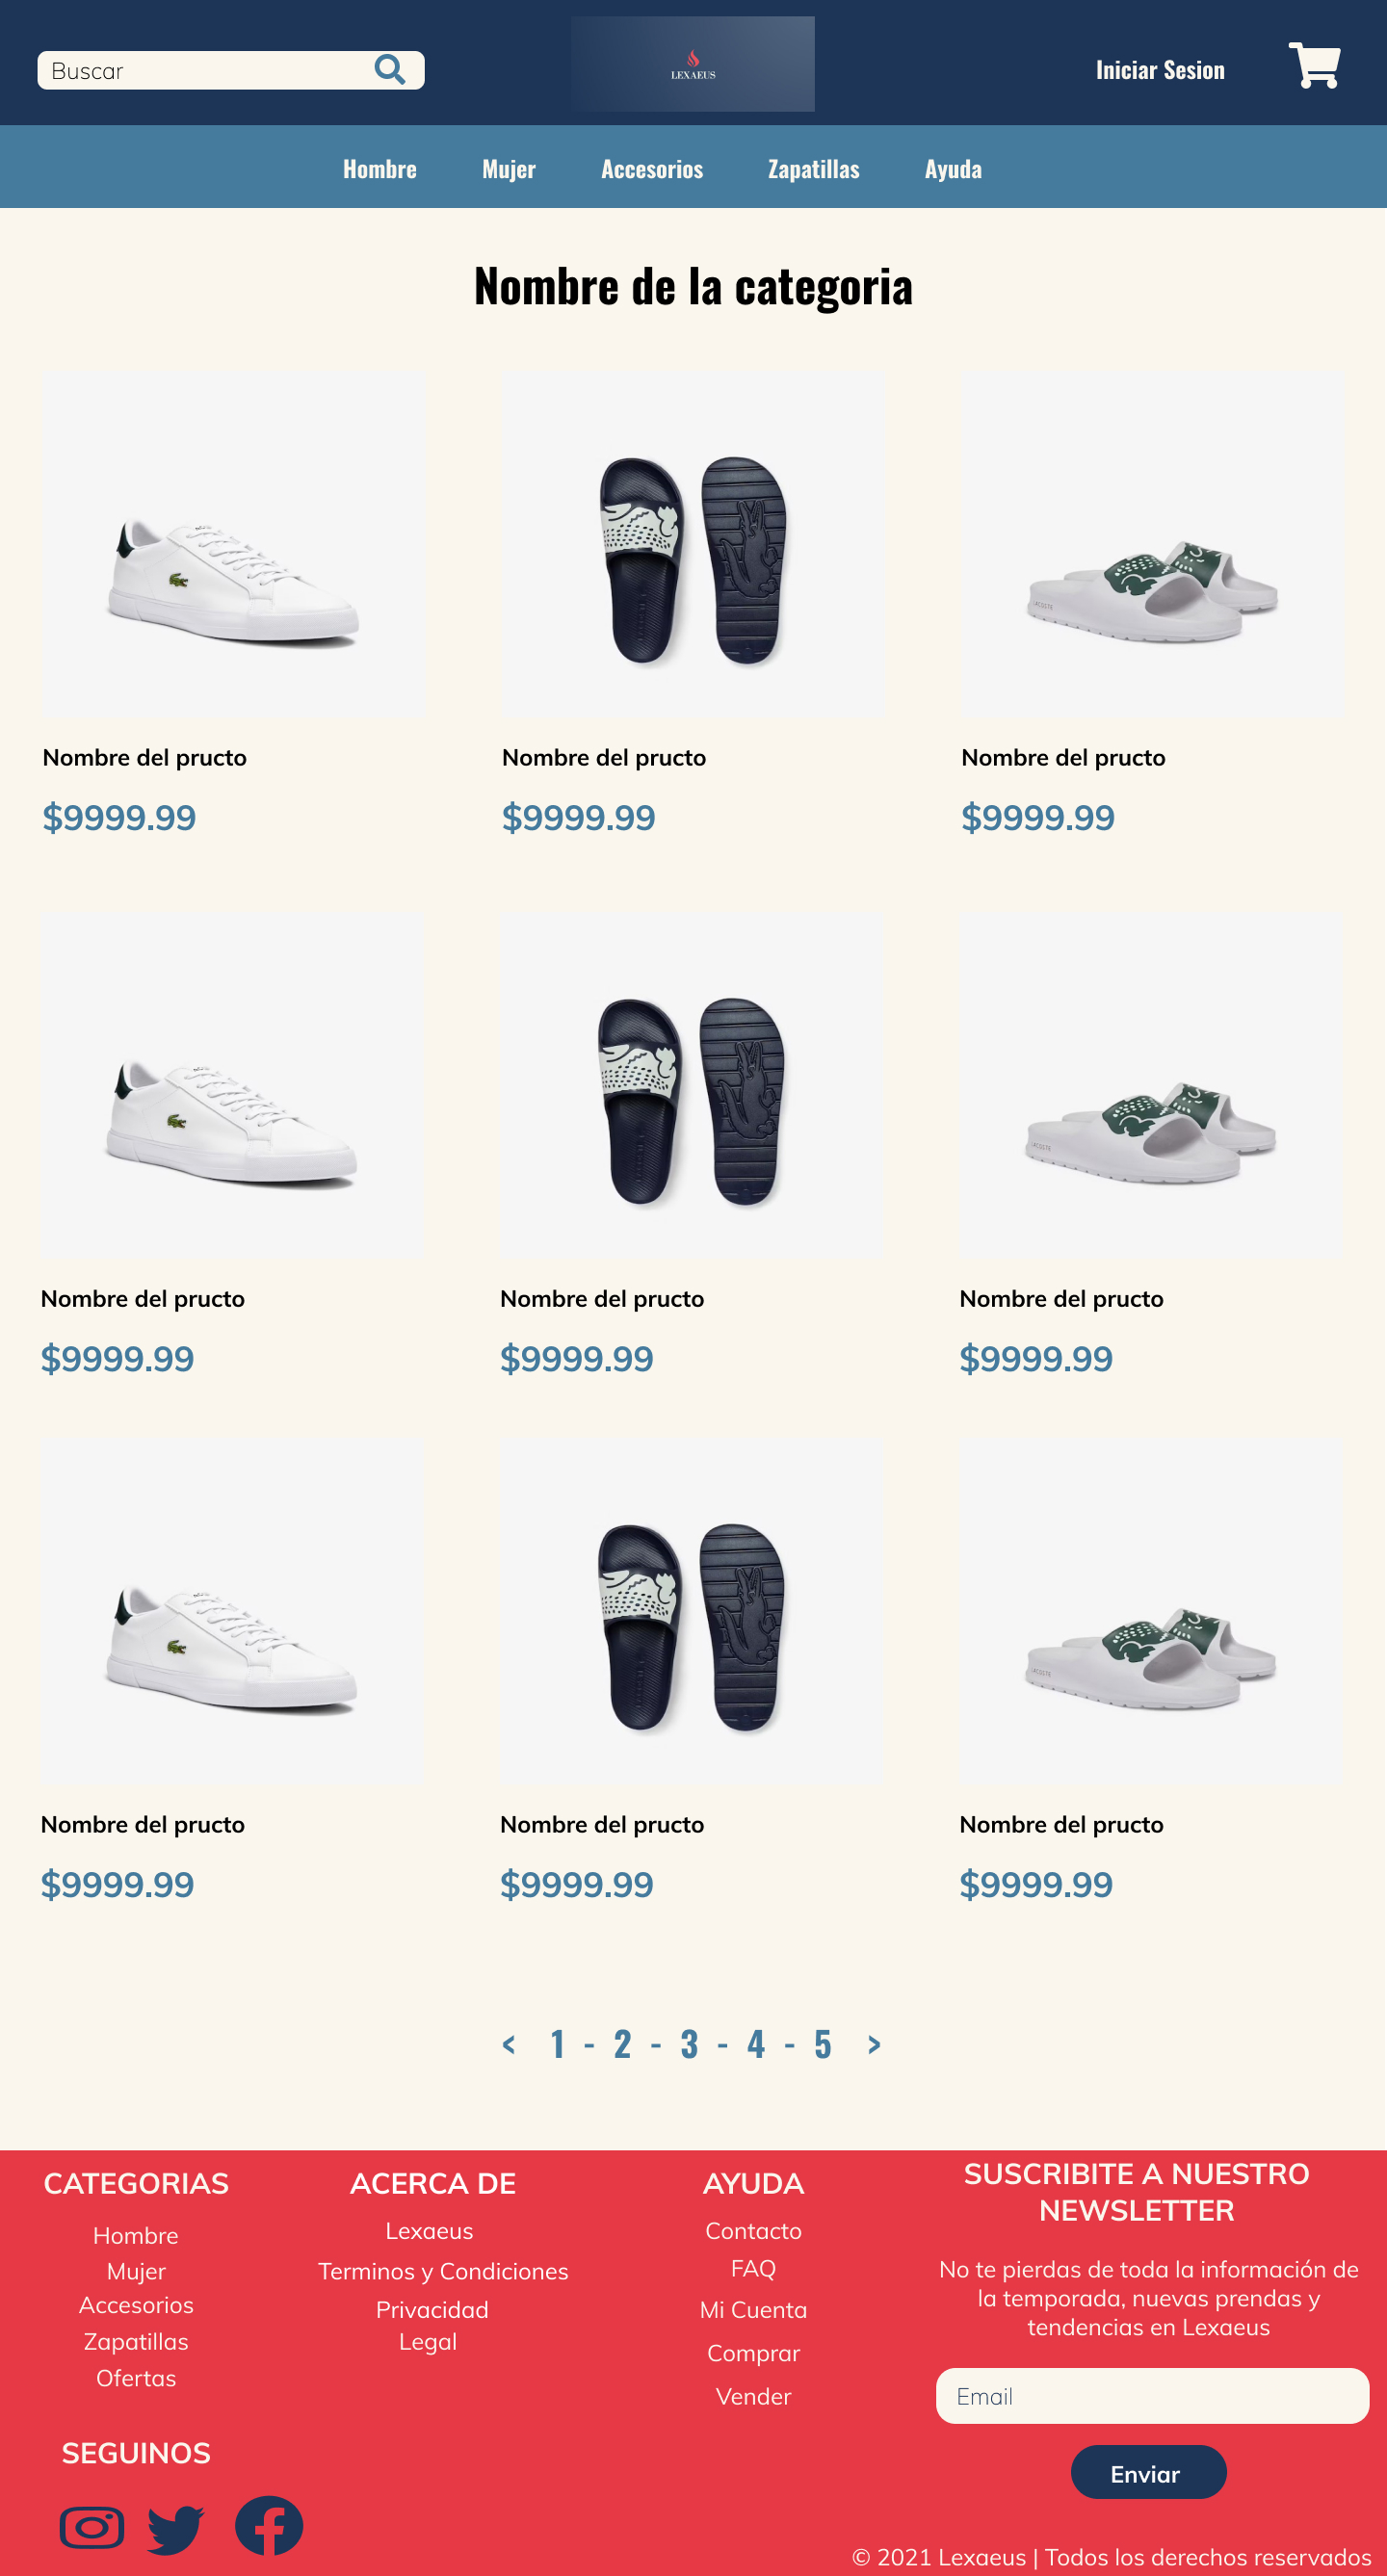 Buscar
LEXAEUS
Iniciar Sesion
Hombre Mujer Accesorios Zapatillas Ayuda
Nombre de la categoria
LACOSTE
Nombre del pructo Nombre del pructo Nombre del pructo
$9999.99 $9999.99 $9999.99
LACOSTE
Nombre del pructo Nombre del pructo Nombre del pructo
$9999.99 $9999.99 $9999.99
LACOSTE
Nombre del pructo Nombre del pructo Nombre del pructo
$9999.99 $9999.99 $9999.99
< 1 - 2 - 3 - 4 - 5 >
CATEGORIAS
Hombre
Mujer
Accesorios
Zapatillas
Ofertas
SEGUINOS
ACERCA DE
Lexaeus
Terminos y Condiciones
Privacidad
Legal
AYUDA
Contacto
FAQ
Mi Cuenta
Comprar
Vender
SUSCRIBITE A NUESTRO
NEWSLETTER
No te pierdas de toda la información de
la temporada, nuevas prendas y
tendencias en Lexaeus
Email
Enviar
© 2021 Lexaeus | Todos los derechos reservados